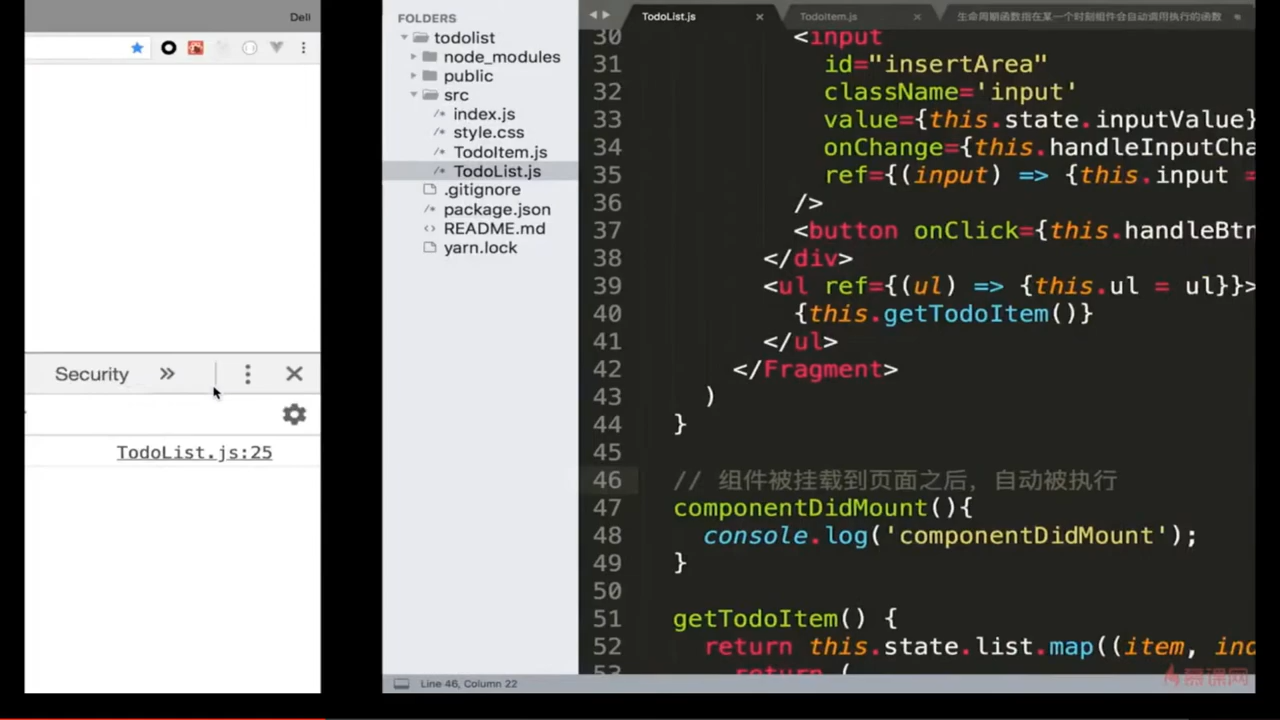 Dell
Security »
TodoList.js:25
FOLDERS
todolist
node_modules
public
src
/* index.js
/* style.css
/* TodoItem.js
/* TodoList.js
.gitignore
/* package.json
<> README.md
yarn.lock
TodoList.js ×
TodoItem.js ×
生命周期函数指在某一个时刻组件会自动调用执行的函数
30 <input
31 id="insertArea"
32 className='input'
33 value={this.state.inputValue}
34 onChange={this.handleInputCha
35 ref={(input) => {this.input =
36 />
37 <button onClick={this.handleBtn
38 </div>
39 <ul ref={(ul) => {this.ul = ul}}>
40 {this.getTodoItem()}
41 </ul>
42 </Fragment>
43 )
44 }
45
46 // 组件被挂载到页面之后，自动被执行
47 componentDidMount(){
48 console.log('componentDidMount');
49 }
50
51 getTodoItem() {
52 return this.state.list.map((item, ind
53 return (
慕课网
Line 46, Column 22